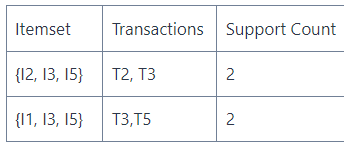 Itemset Transactions Support Count
{I2, I3, I5} T2, T3 2
{I1, I3, I5} T3,T5 2